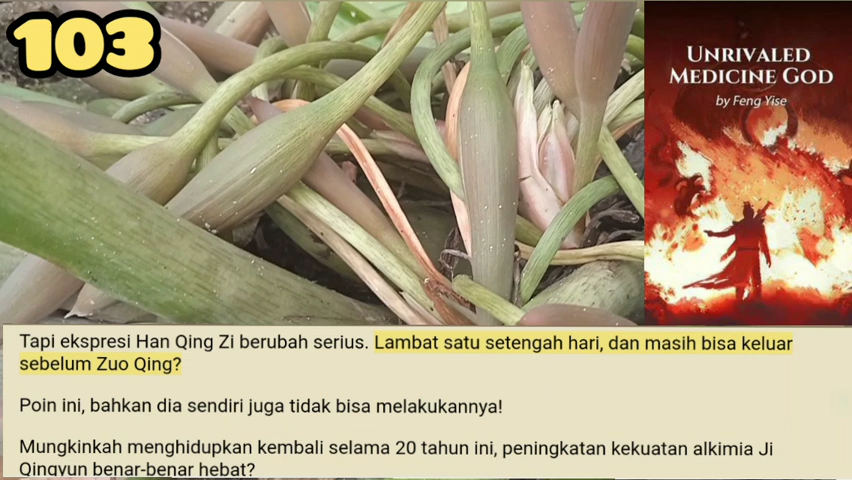 103
UNRIVALED
MEDICINE GOD
by Feng Yise
Tapi ekspresi Han Qing Zi berubah serius. Lambat satu setengah hari, dan masih bisa keluar
sebelum Zuo Qing?
Poin ini, bahkan dia sendiri juga tidak bisa melakukannya!
Mungkinkah menghidupkan kembali selama 20 tahun ini, peningkatan kekuatan alkimia Ji
Qingyun benar-benar hebat?